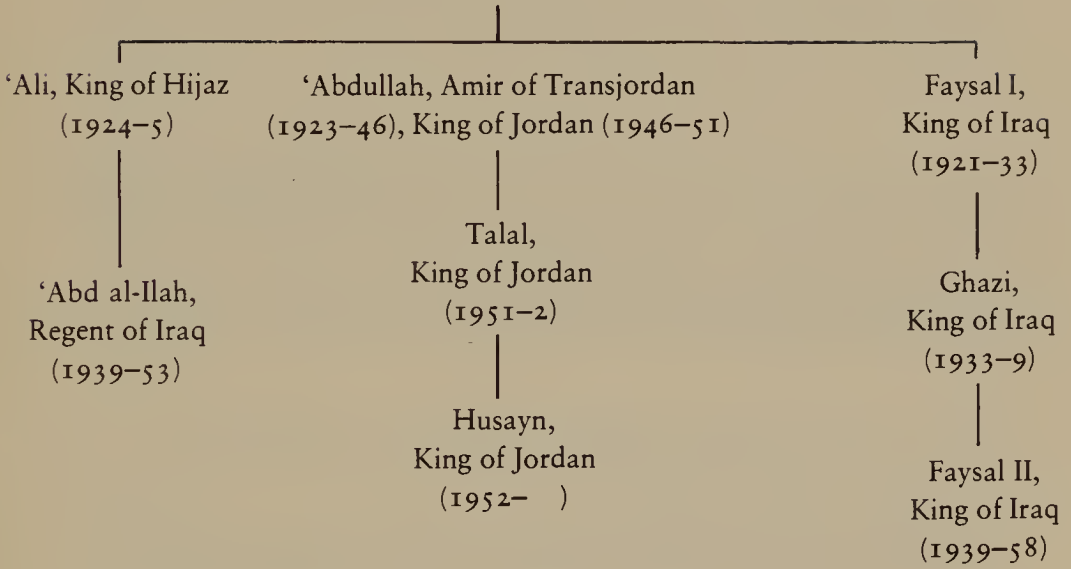 ‘Ali, King of Hijaz
(1924–5)
‘Abd al-Ilah,
Regent of Iraq
(1939–53)
‘Abdullah, Amir of Transjordan
(1923–46), King of Jordan (1946–51)
Talal,
King of Jordan
(1951–2)
Husayn,
King of Jordan
(1952– )
Faysal I,
King of Iraq
(1921–33)
Ghazi,
King of Iraq
(1933–9)
Faysal II,
King of Iraq
(1939–58)